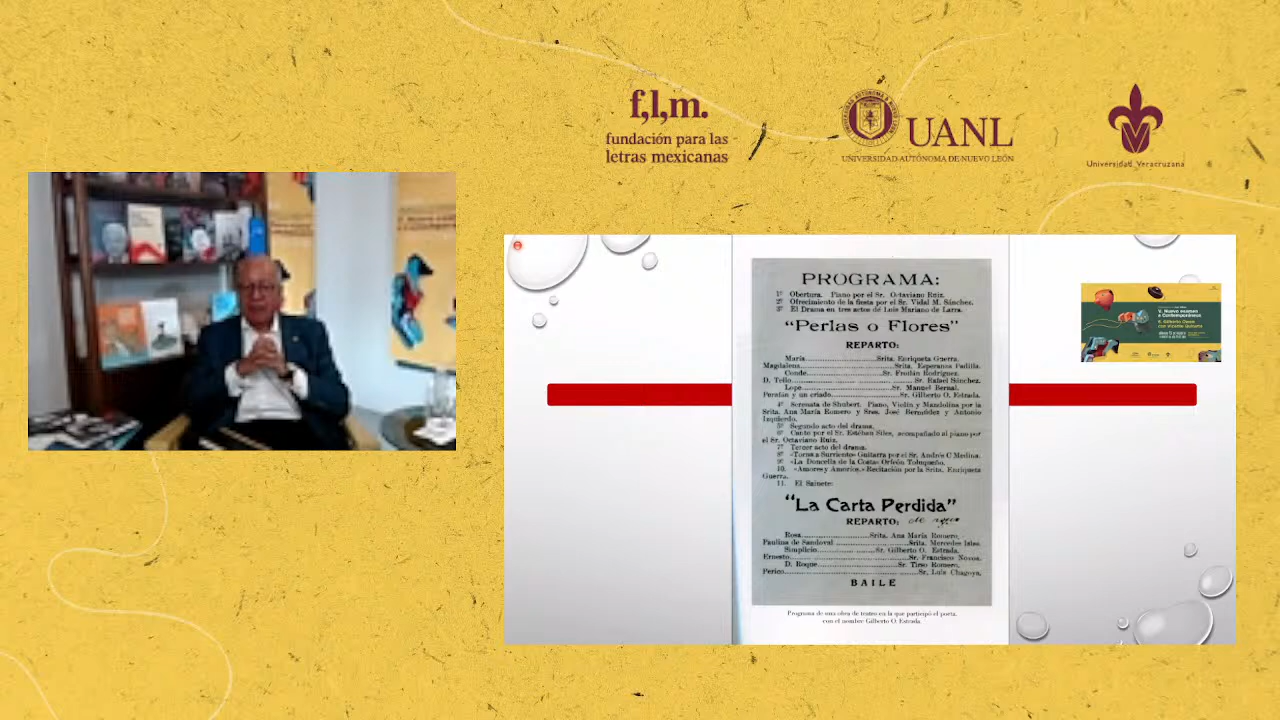 f,l,m.
fundación para las
letras mexicanas
UANL
UNIVERSIDAD AUTÓNOMA DE NUEVO LEÓN
Universidad Veracruzana
PROGRAMA:
1º Obertura. Piano por el Sr. Octaviano Ruiz.
2º Ofrecimiento de la fiesta por el Sr. Vidal M. Sánchez.
3º El Drama en tres actos de Luis Mariano de Larra.
“Perlas o Flores”
REPARTO:
María.....................Srita. Enriqueta Guerra.
Magdalena.....................Srita. Esperanza Padilla.
Conde.....................Sr. Froilán Rodríguez.
D. Tello.....................Sr. Rafael Sánchez.
Lope.....................Sr. Manuel Bernal.
y un criado.....................Sr. Gilberto O. Estrada.
4º Serenata de Shubert. Piano, Violín y Mandolina por la
Srita. Ana María Romero y Sres. José Bermúdez y Antonio
Izquierdo.
5º Segundo acto del drama.
6º Canto por el Sr. Estéban Siles, acompañado al piano por
el Sr. Octaviano Ruiz.
7º Tercer acto del drama.
8º «Torna a Surriento» Guitarra por el Sr. Andrés C Medina.
9º «La Doncella de la Costa» Orfeón Toluqueño.
10. «Amores y Amoríos.» Recitación por la Srita. Enriqueta
Guerra.
11. El Sainete:
“La Carta Perdida”
REPARTO:
Rosa.....................Srita. Ana María Romero.
Paulina de Sandoval .....................Srita. Mercedes
Simplicio.....................Sr. Gilberto O. Estrada.
Ernesto.....................Sr. Francisco
D. Roque.....................Sr. Tirso Romero.
Perico.....................Sr. Luis Chagoya.
BAILE
Programa de una obra de teatro en la que participó el poeta,
con el nombre Gilberto O. Estrada.